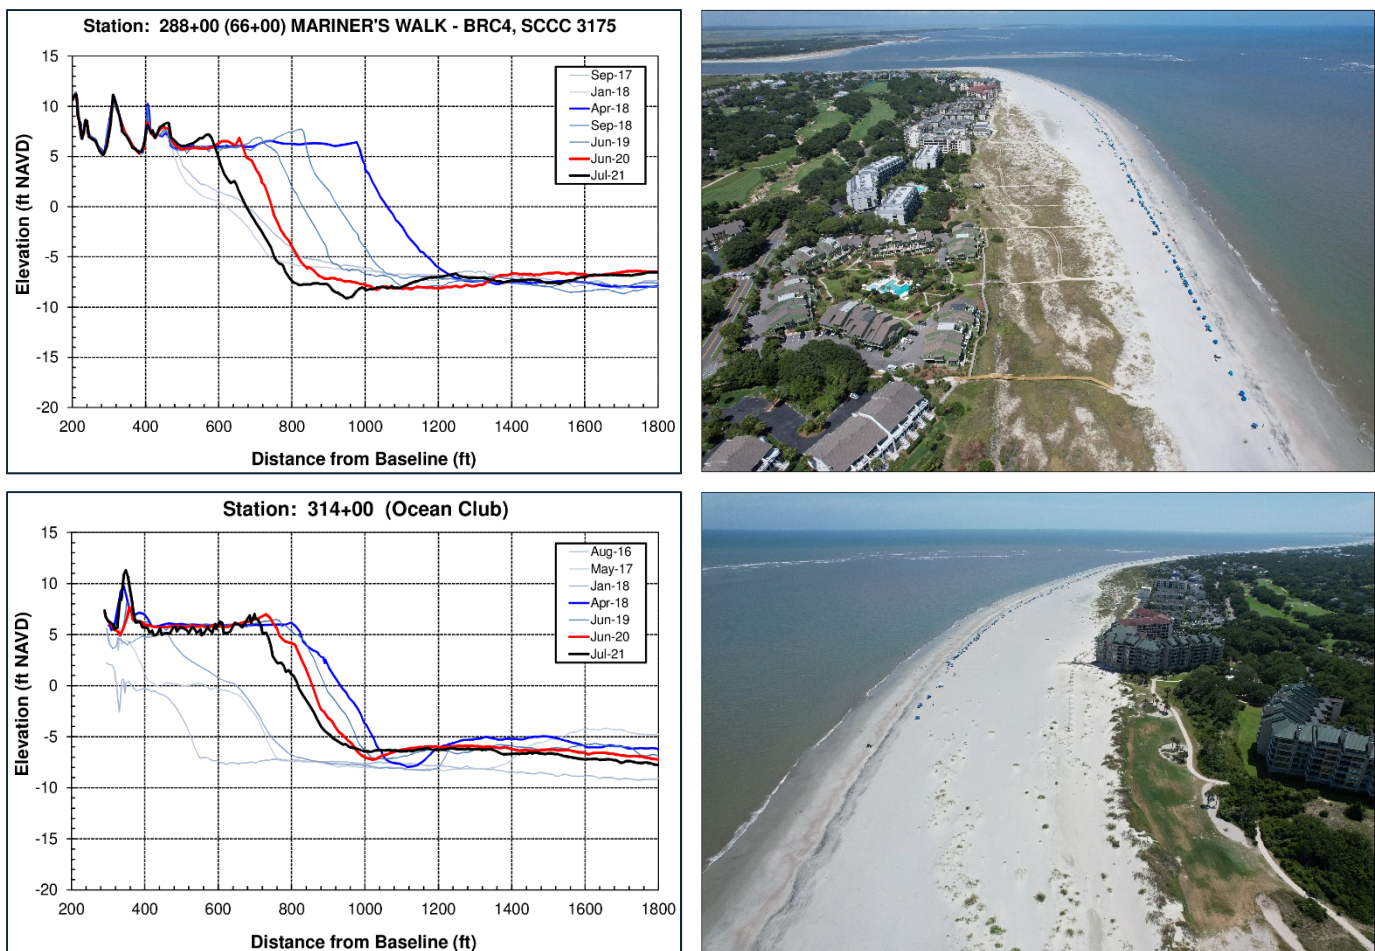 Station:  288+00 (66+00) MARINER'S WALK - BRC4, SCCC 3175
15
10
5
0
-5
-10
-15
-20
Elevation (ft NAVD)
Sep-17
Jan-18
Apr-18
Sep-18
Jun-19
Jun-20
Jul-21
200 400 600 800 1000 1200 1400 1600 1800
Distance from Baseline (ft)
Station:  314+00  (Ocean Club)
15
10
5
0
-5
-10
-15
-20
Elevation (ft NAVD)
Aug-16
May-17
Jan-18
Apr-18
Jun-19
Jun-20
Jul-21
200 400 600 800 1000 1200 1400 1600 1800
Distance from Baseline (ft)